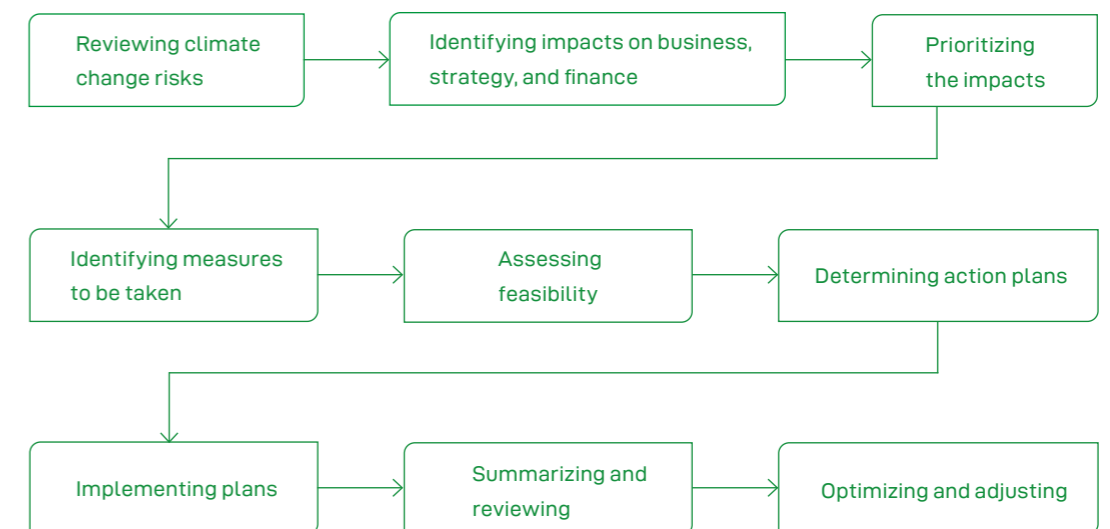 Reviewing climate
change risks
Identifying impacts on business,
strategy, and finance
Prioritizing
the impacts
Identifying measures
to be taken
Assessing
feasibility
Determining action plans
Implementing plans
Summarizing and
reviewing
Optimizing and adjusting